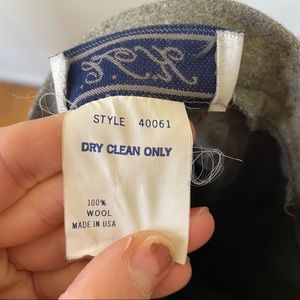 STYLE 40061
DRY CLEAN ONLY
100%
WOOL
MADE IN USA